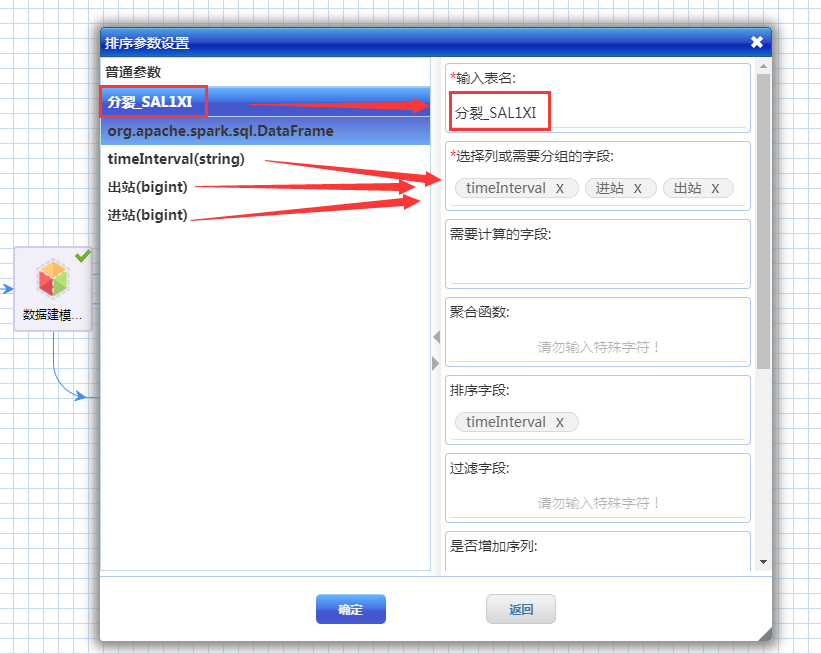 排序参数设置
普通参数
分裂_SAL1XI
org.apache.spark.sql.DataFrame
timeInterval(string)
出站(bigint)
进站(bigint)
*输入表名:
分裂_SAL1XI
*选择列或需要分组的字段:
timeInterval x 进站 x 出站 x
需要计算的字段:
聚合函数:
请勿输入特殊字符！
排序字段:
timeInterval x
过滤字段:
请勿输入特殊字符！
是否增加序列:
数据建模...
确定
返回